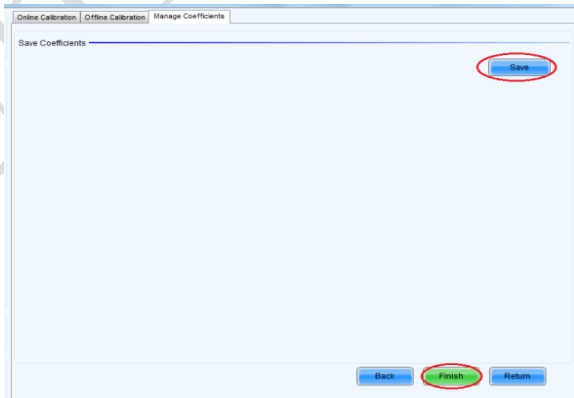 Online Calibration Offline Calibration Manage Coefficients
Save Coefficients
Save
Back Finish Return